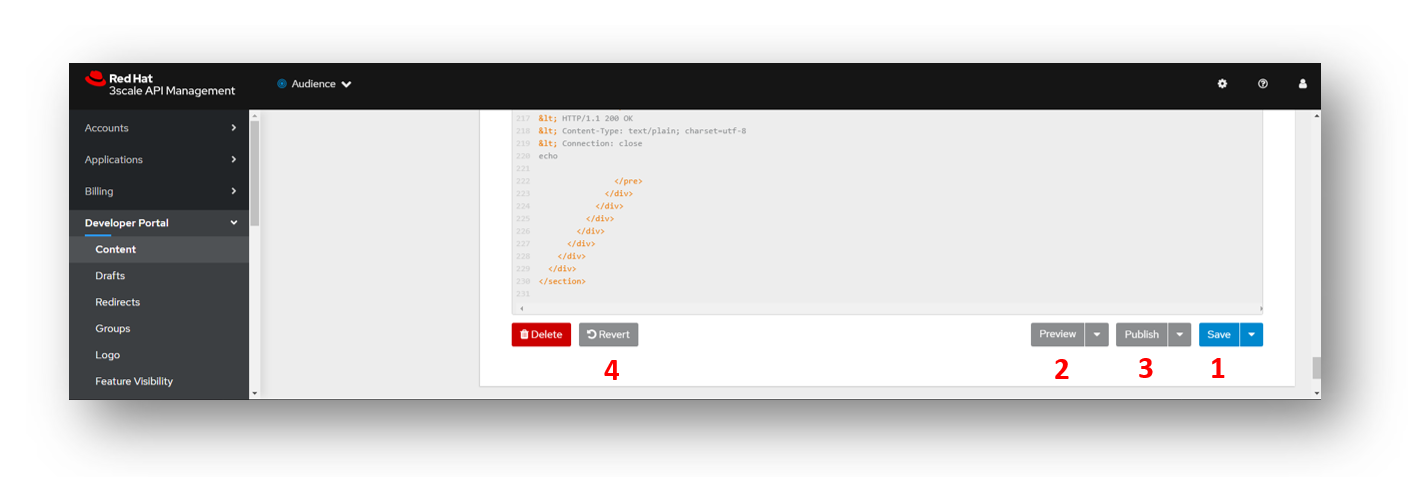 Red Hat
3scale API Management
Audience
Accounts
Applications
Billing
Developer Portal
Content
Drafts
Redirects
Groups
Logo
Feature Visibility
217 &lt; HTTP/1.1 200 OK
218 &lt; Content-Type: text/plain; charset=utf-8
219 &lt; Connection: close
220 echo
221
222 </pre>
223 </div>
224 </div>
225 </div>
226 </div>
227 </div>
228 </div>
229 </div>
230 </section>
231
Delete Revert Preview Publish Save
4 2 3 1